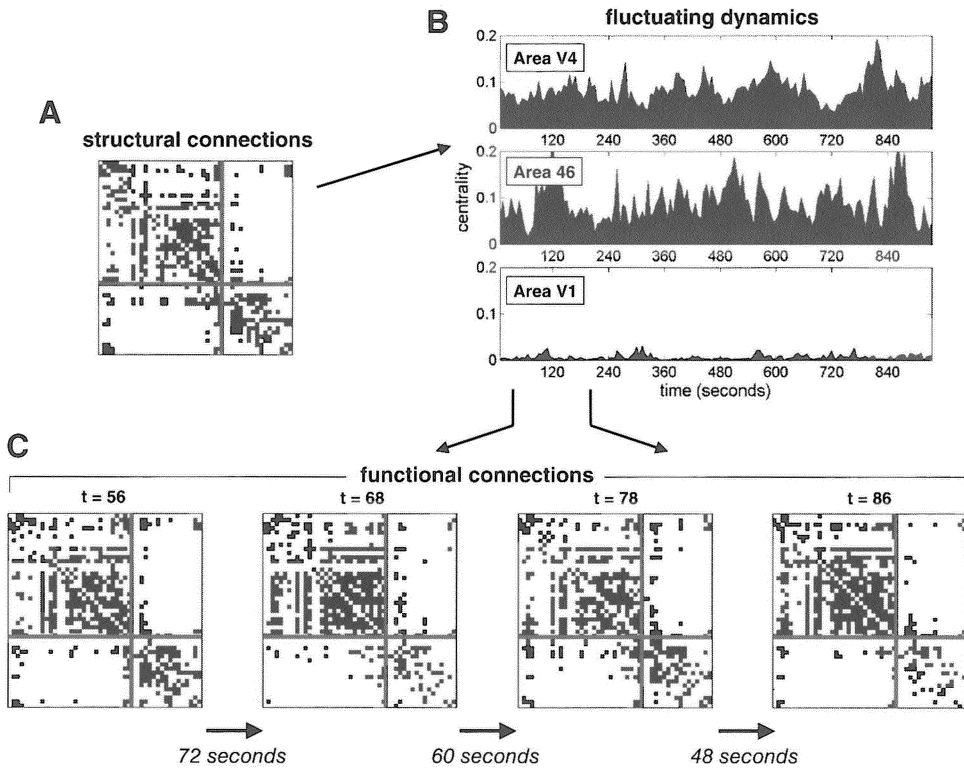 B
fluctuating dynamics
0.2
Area V4
0.1
0
120 240 360 480 600 720 840
A
structural connections
0.2
Area 46
centrality
0.1
0
120 240 360 480 600 720 840
0.2
Area V1
0.1
0
120 240 360 480 600 720 840
time (seconds)
C
functional connections
t = 56 t = 68 t = 78 t = 86
72 seconds 60 seconds 48 seconds